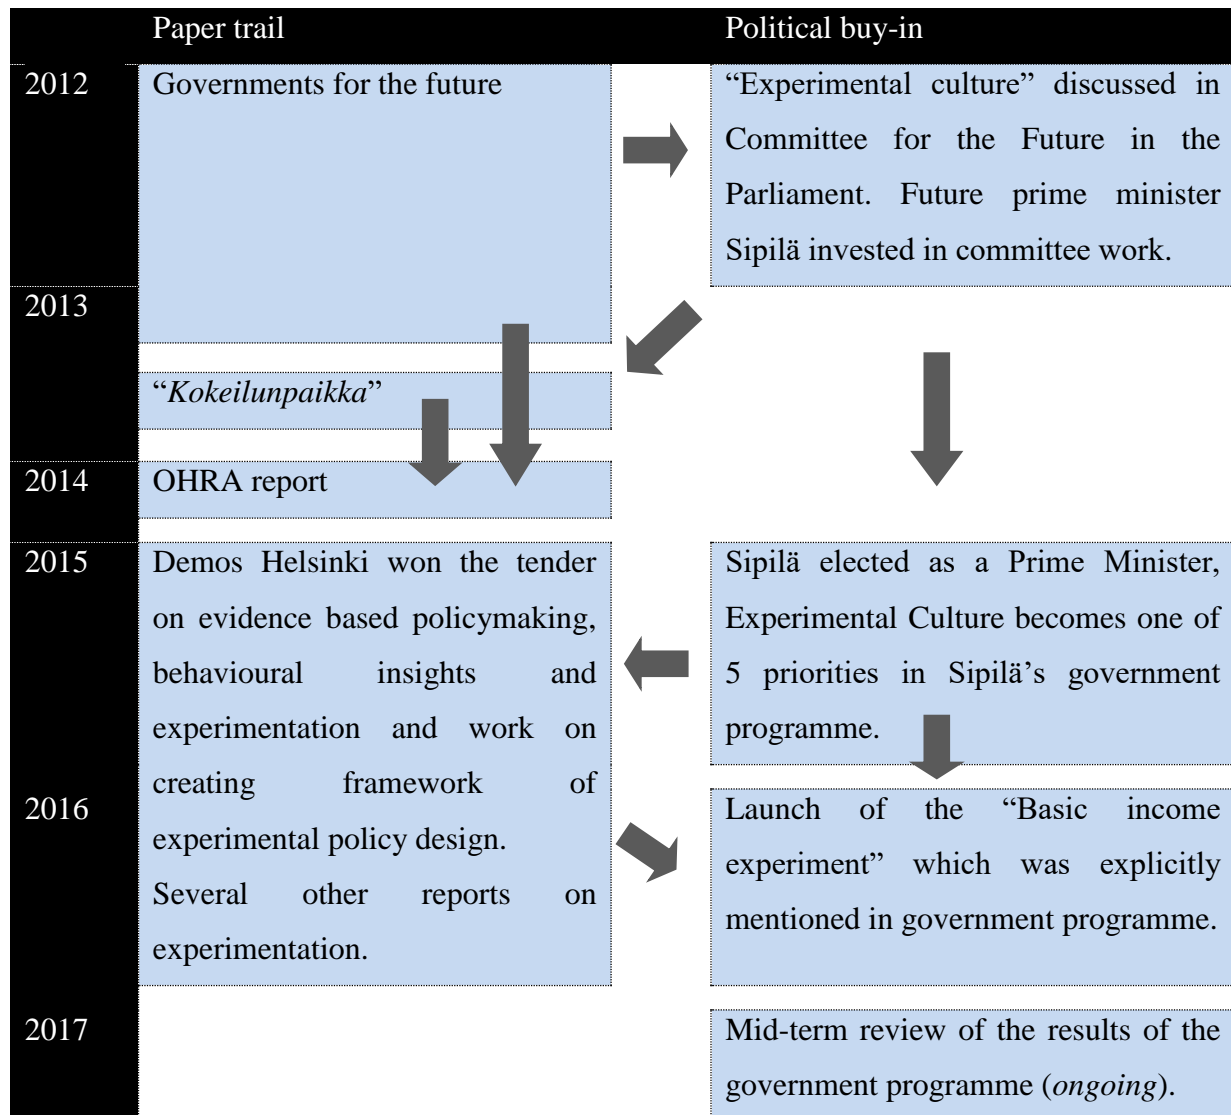 Paper trail
Political buy-in
2012
Governments for the future
“Experimental culture” discussed in
Committee for the Future in the
Parliament. Future prime minister
Sipilä invested in committee work.
2013
“Kokeilunpaikka”
2014
OHRA report
2015
Demos Helsinki won the tender
on evidence based policymaking,
behavioural insights and
experimentation and work on
creating framework of
experimental policy design.
Several other reports on
experimentation.
Sipilä elected as a Prime Minister,
Experimental Culture becomes one of
5 priorities in Sipilä’s government
programme.
2016
Launch of the “Basic income
experiment” which was explicitly
mentioned in government programme.
2017
Mid-term review of the results of the
government programme (ongoing).